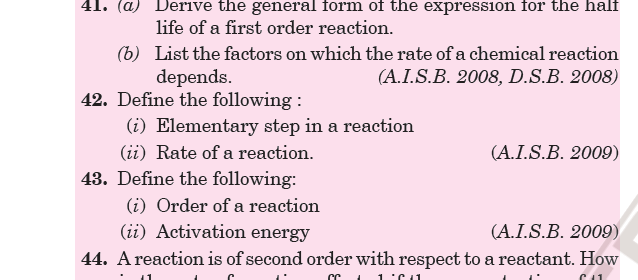 41. (a) Derive the general form of the expression for the half
life of a first order reaction.
(b) List the factors on which the rate of a chemical reaction
depends. (A.I.S.B. 2008, D.S.B. 2008)
42. Define the following :
(i) Elementary step in a reaction
(ii) Rate of a reaction. (A.I.S.B. 2009)
43. Define the following:
(i) Order of a reaction
(ii) Activation energy (A.I.S.B. 2009)
44. A reaction is of second order with respect to a reactant. How